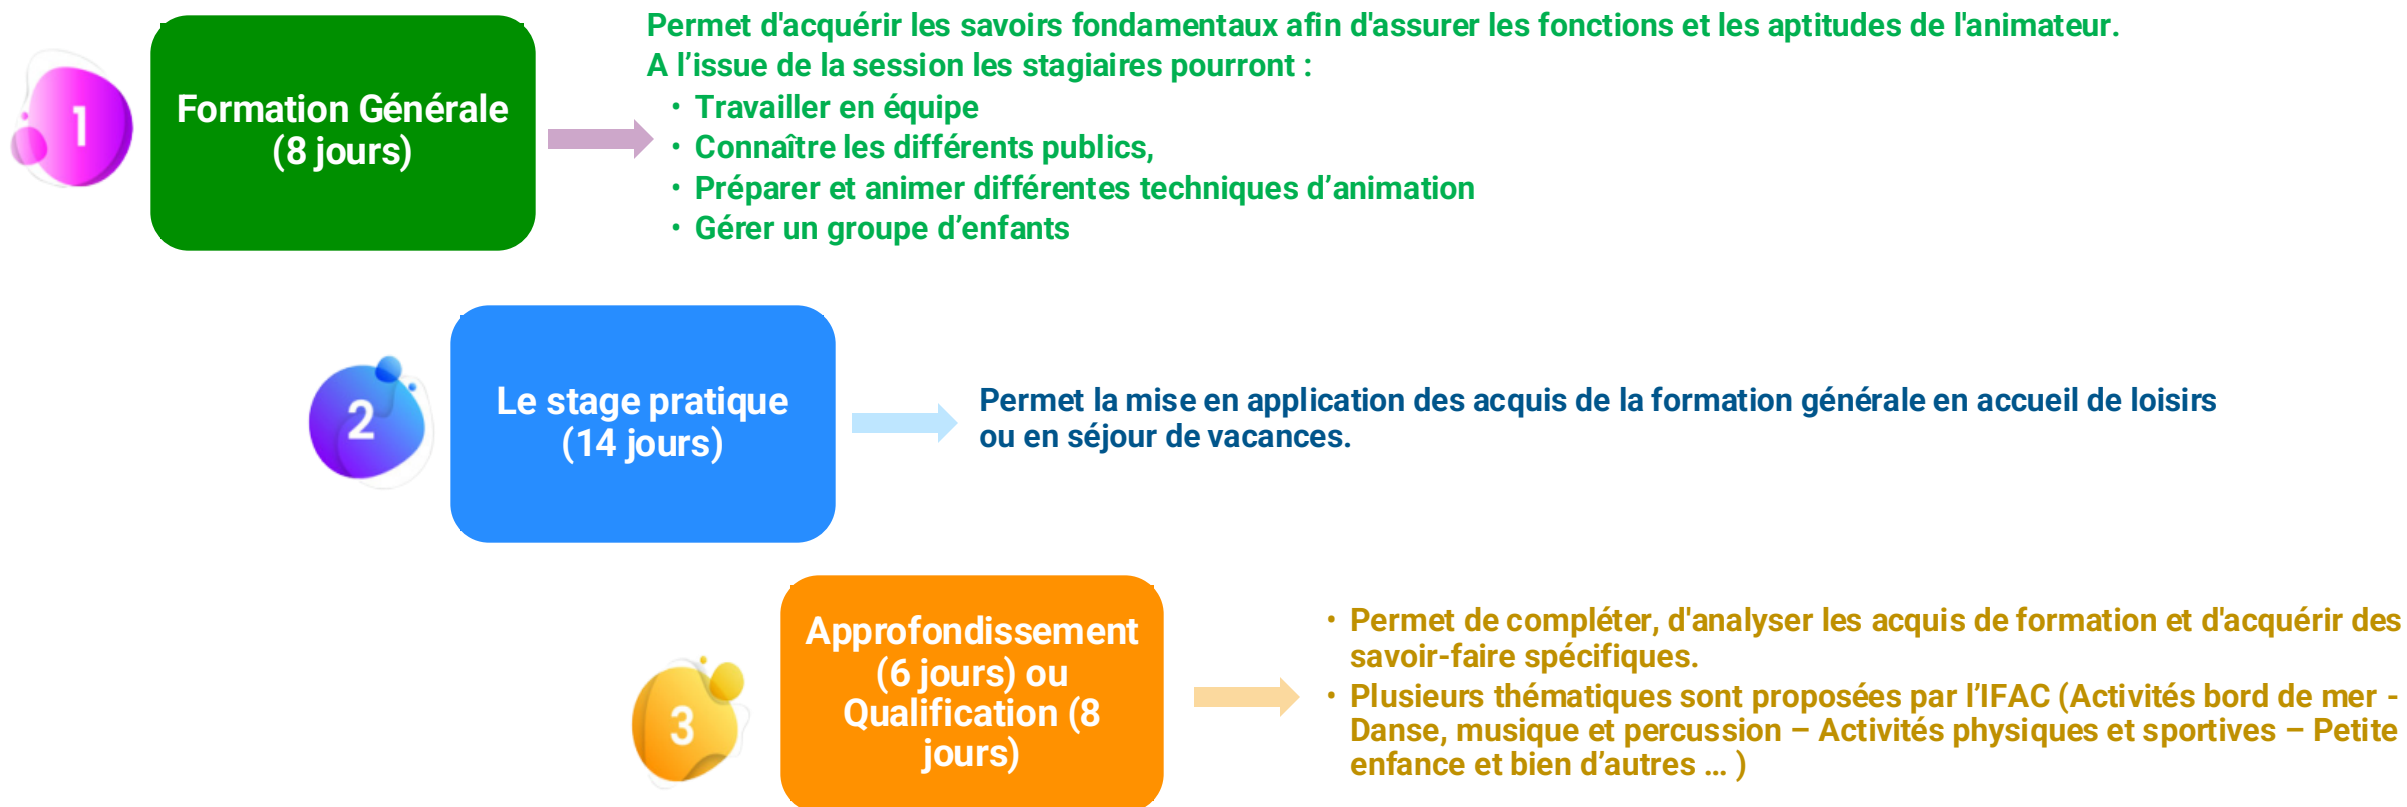 1
Formation Générale
(8 jours)
Permet d'acquérir les savoirs fondamentaux afin d'assurer les fonctions et les aptitudes de l'animateur.
A l’issue de la session les stagiaires pourront :
• Travailler en équipe
• Connaître les différents publics,
• Préparer et animer différentes techniques d’animation
• Gérer un groupe d’enfants
2
Le stage pratique
(14 jours)
Permet la mise en application des acquis de la formation générale en accueil de loisirs
ou en séjour de vacances.
3
Approfondissement
(6 jours) ou
Qualification (8
jours)
• Permet de compléter, d'analyser les acquis de formation et d'acquérir des
savoir-faire spécifiques.
• Plusieurs thématiques sont proposées par l’IFAC (Activités bord de mer -
Danse, musique et percussion – Activités physiques et sportives – Petite
enfance et bien d’autres ... )